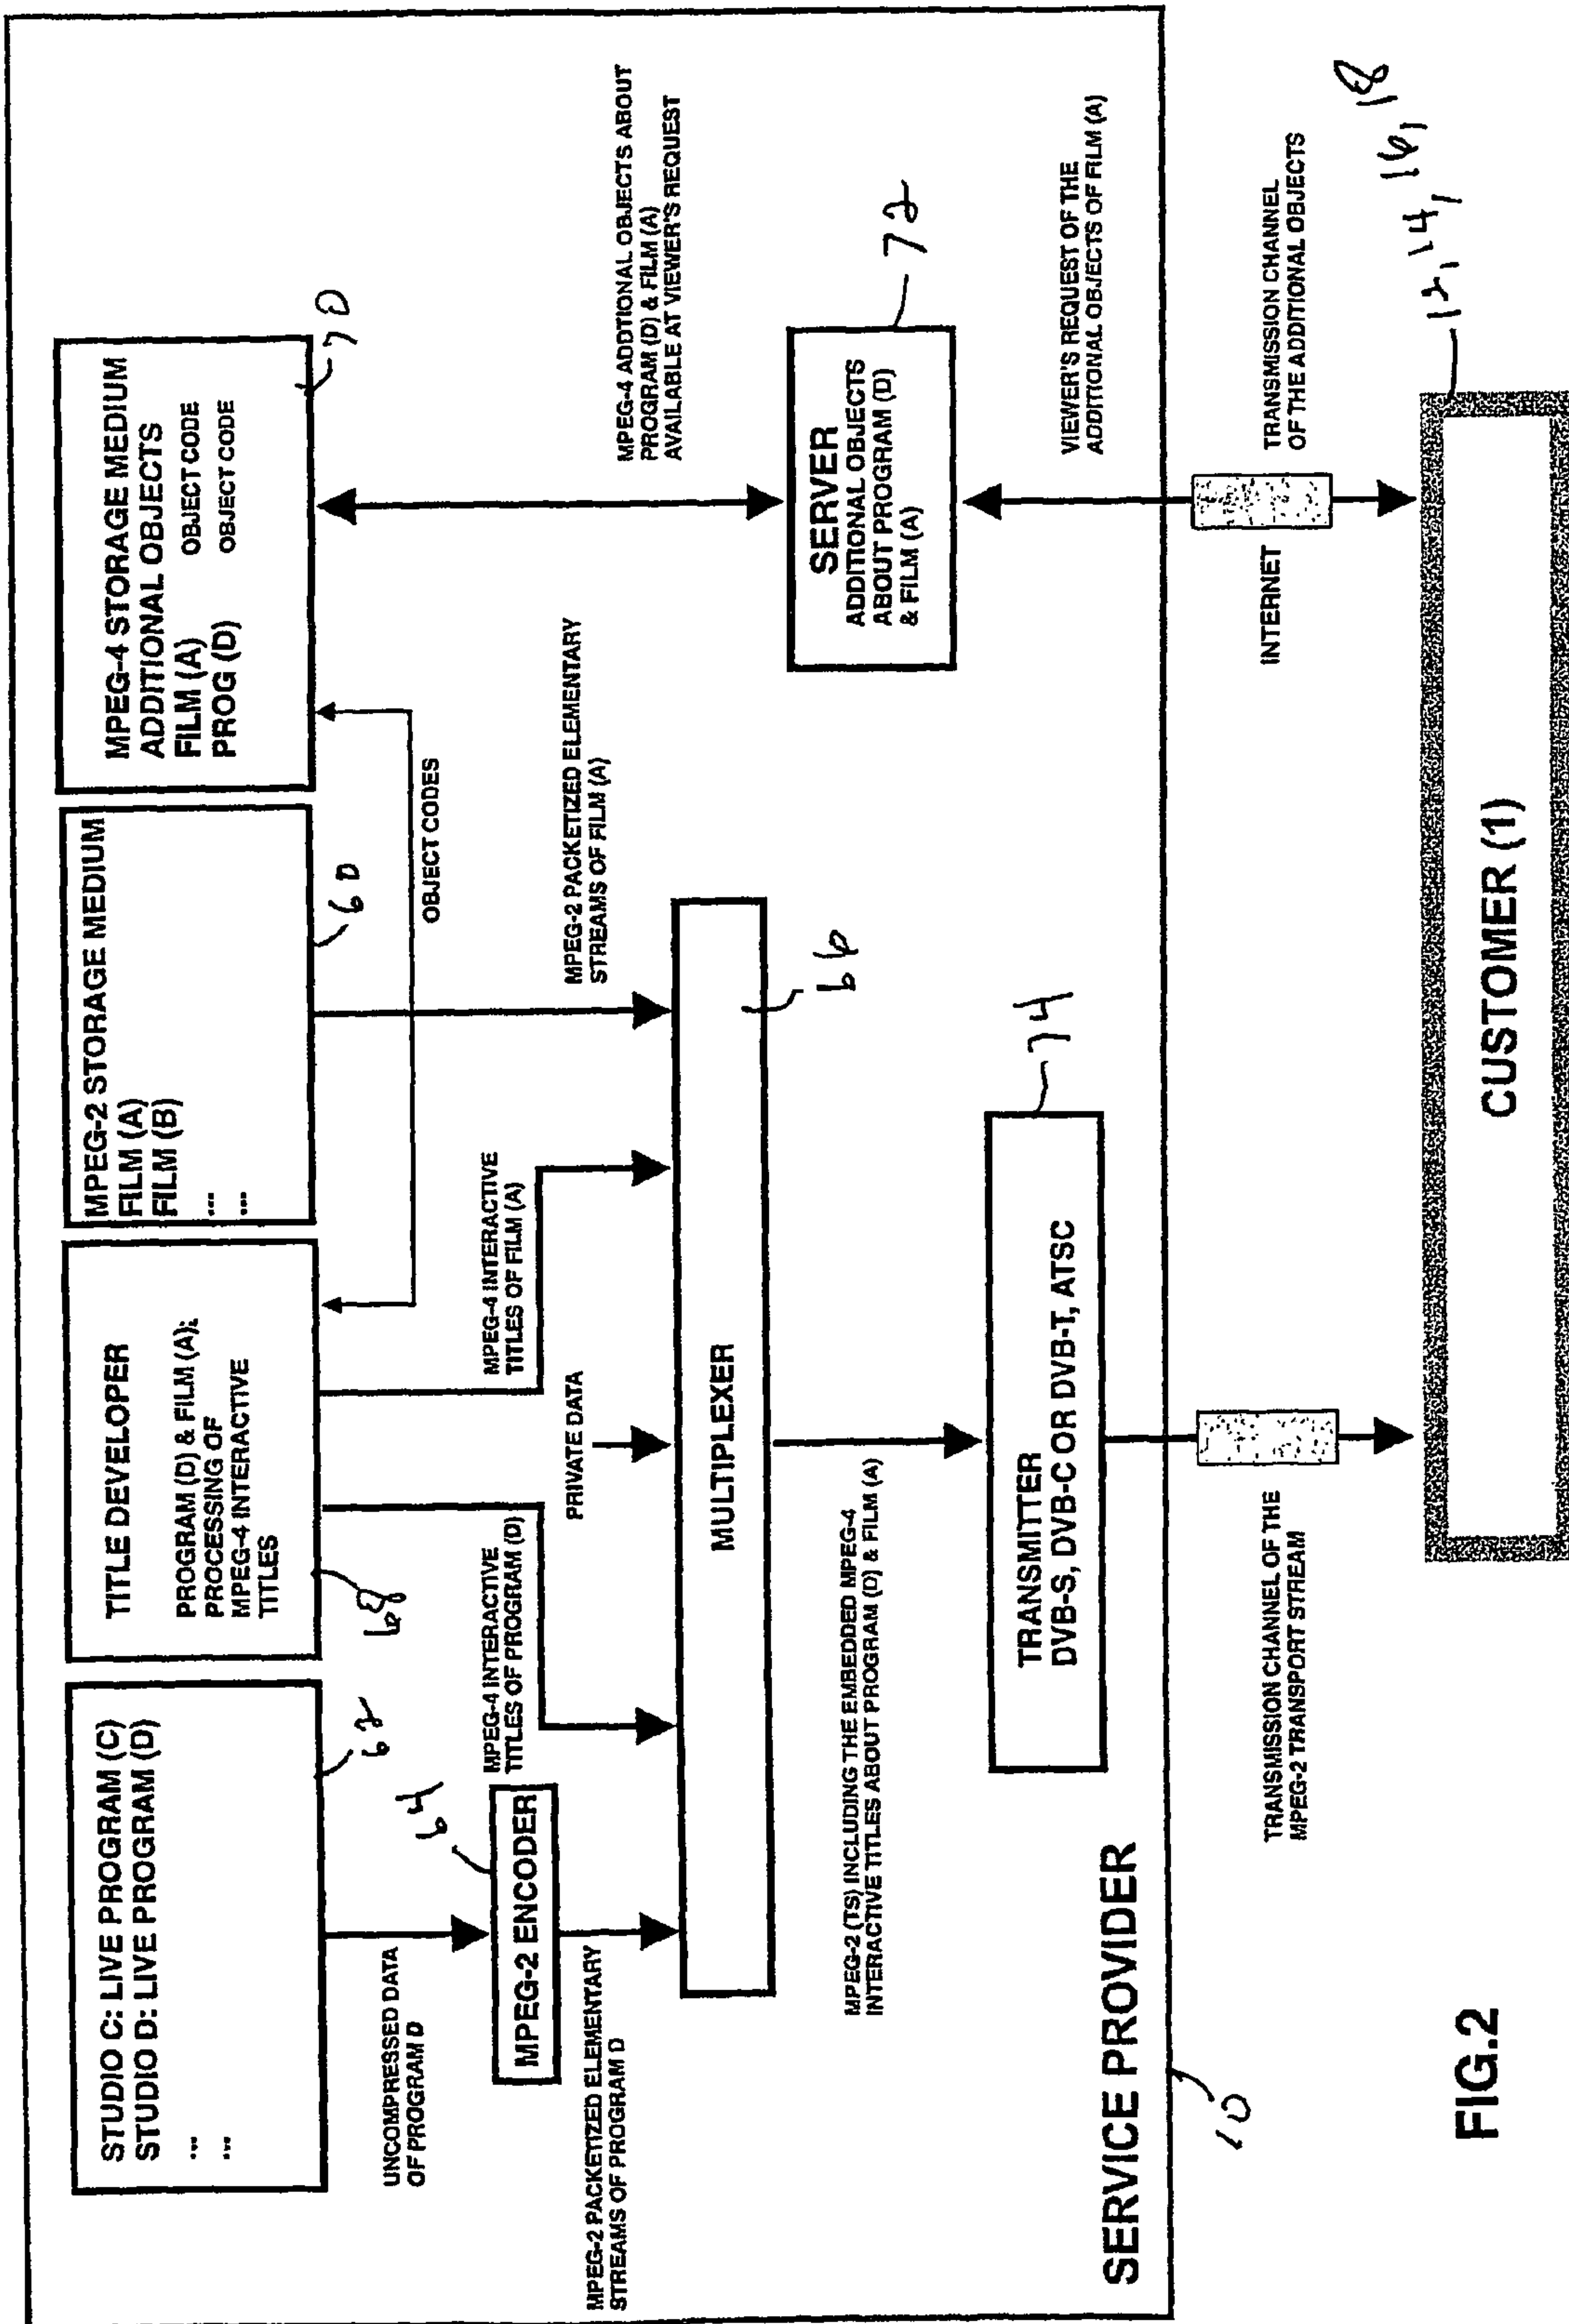 STUDIO C: LIVE PROGRAM (C)
STUDIO D: LIVE PROGRAM (D)
...
...
62
TITLE DEVELOPER
PROGRAM (D) & FILM (A);
PROCESSING OF
MPEG-4 INTERACTIVE
TITLES
68
MPEG-2 STORAGE MEDIUM
FILM (A)
FILM (B)
...
...
60
MPEG-4 STORAGE MEDIUM
ADDITIONAL OBJECTS
FILM (A) OBJECT CODE
PROG (D) OBJECT CODE
70
UNCOMPRESSED DATA
OF PROGRAM D
OBJECT CODES
MPEG-2 ENCODER
64
MPEG-4 INTERACTIVE
TITLES OF PROGRAM (D)
PRIVATE DATA
MPEG-4 INTERACTIVE
TITLES OF FILM (A)
MPEG-2 PACKETIZED ELEMENTARY
STREAMS OF FILM (A)
MPEG-4 ADDTIONAL OBJECTS ABOUT
PROGRAM (D) & FILM (A)
AVAILABLE AT VIEWER'S REQUEST
MPEG-2 PACKETIZED ELEMENTARY
STREAMS OF PROGRAM D
MULTIPLEXER
66
SERVER
ADDITIONAL OBJECTS
ABOUT PROGRAM (D)
& FILM (A)
72
MPEG-2 (TS) INCLUDING THE EMBEDDED MPEG-4
INTERACTIVE TITLES ABOUT PROGRAM (D) & FILM (A)
TRANSMITTER
DVB-S, DVB-C OR DVB-T, ATSC
74
VIEWER'S REQUEST OF THE
ADDITIONAL OBJECTS OF FILM (A)
SERVICE PROVIDER
10
TRANSMISSION CHANNEL OF THE
MPEG-2 TRANSPORT STREAM
INTERNET
TRANSMISSION CHANNEL
OF THE ADDITIONAL OBJECTS
12, 14, 16, 18
CUSTOMER (1)
FIG.2